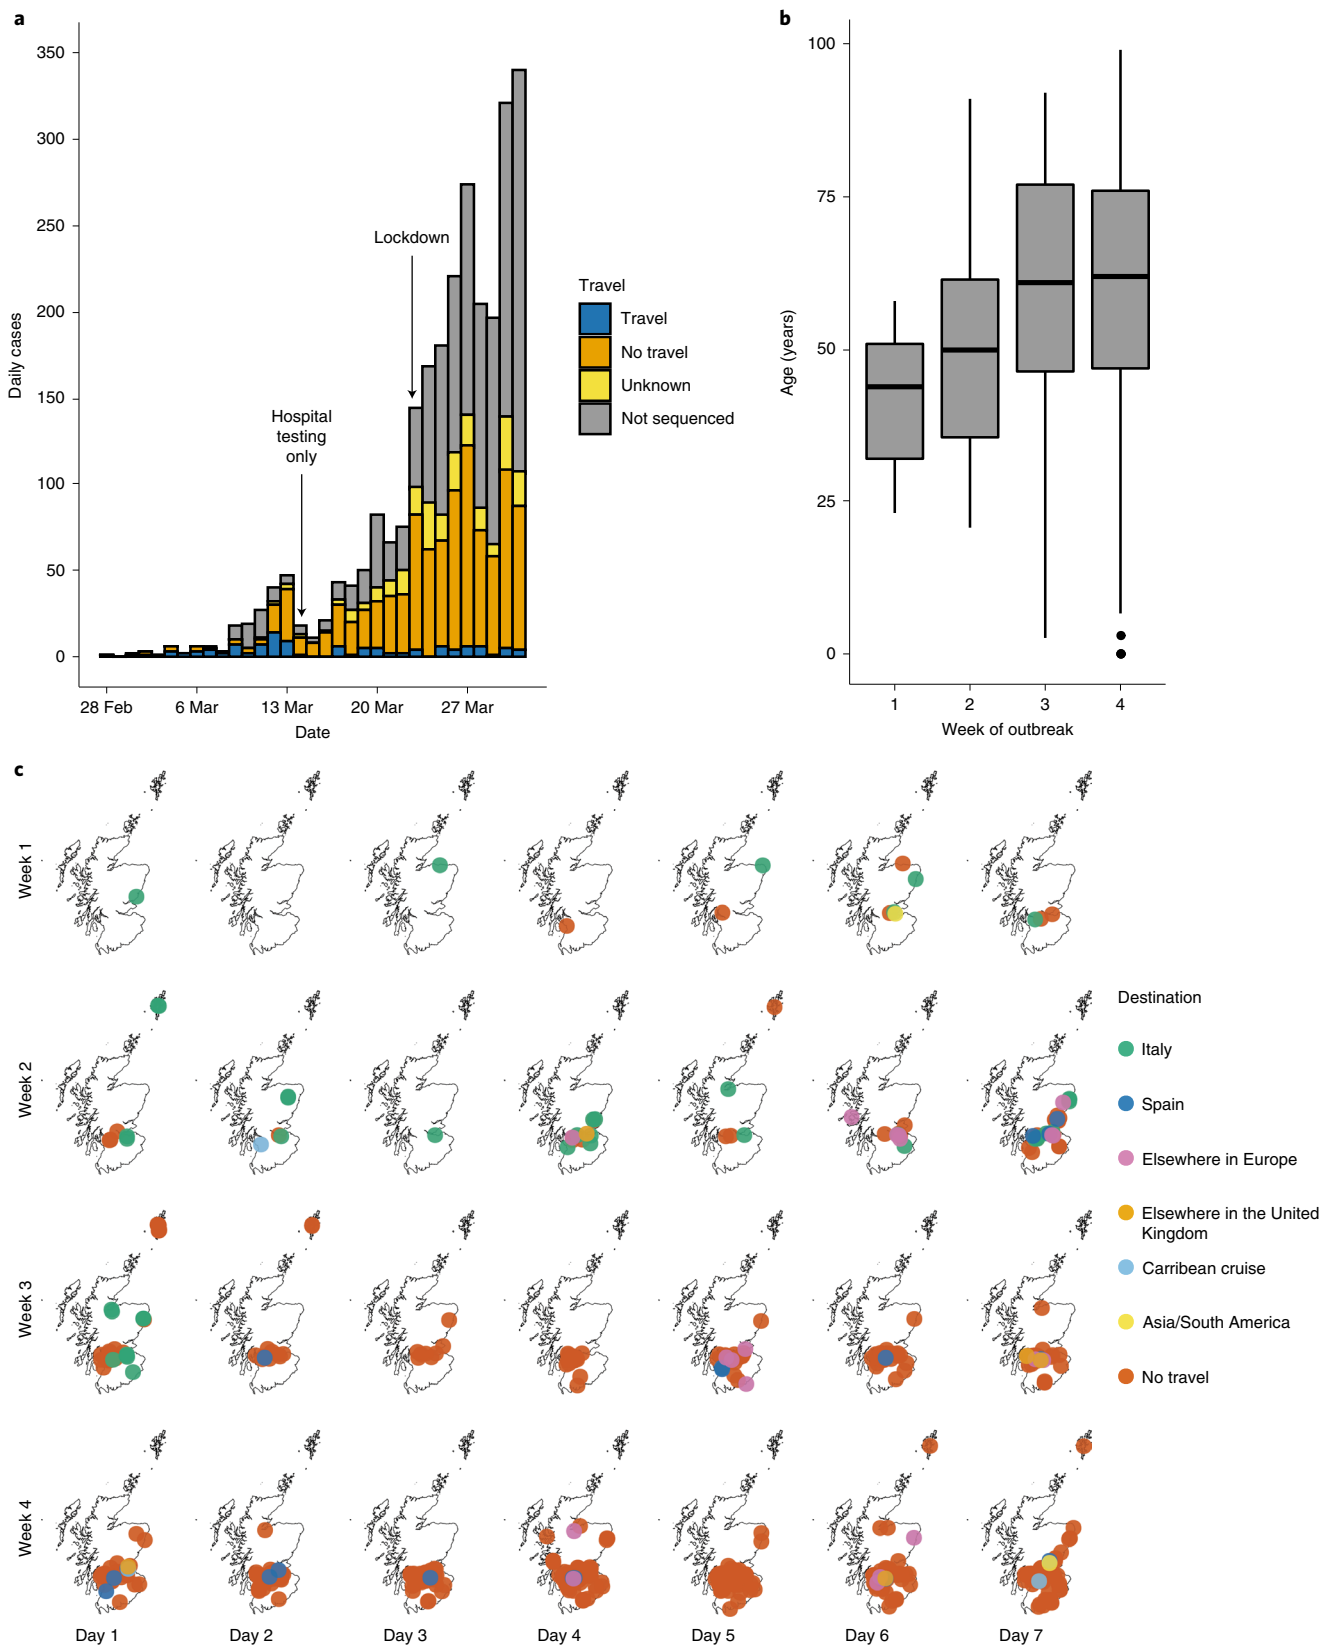 a
350
300
250
200
150
100
50
0
Daily cases
Lockdown
Hospital
testing
only
28 Feb
6 Mar
13 Mar
20 Mar
27 Mar
Date
Travel
Travel
No travel
Unknown
Not sequenced
b
100
75
50
25
0
Age (years)
1
2
3
4
Week of outbreak
c
Week 1
Week 2
Week 3
Week 4
Destination
Italy
Spain
Elsewhere in Europe
Elsewhere in the United
Kingdom
Carribean cruise
Asia/South America
No travel
Day 1
Day 2
Day 3
Day 4
Day 5
Day 6
Day 7